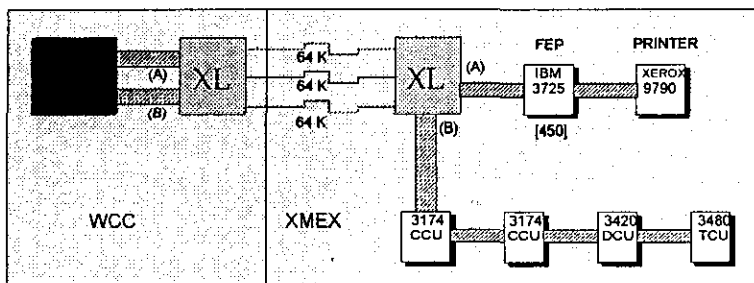 FEP
PRINTER
XL
(A)
(B)
64 K
64 K
64 K
XL
(A)
(B)
IBM
3725
XEROX
9790
[450]
WCC
XMEX
3174
CCU
3174
CCU
3420
DCU
3480
TCU